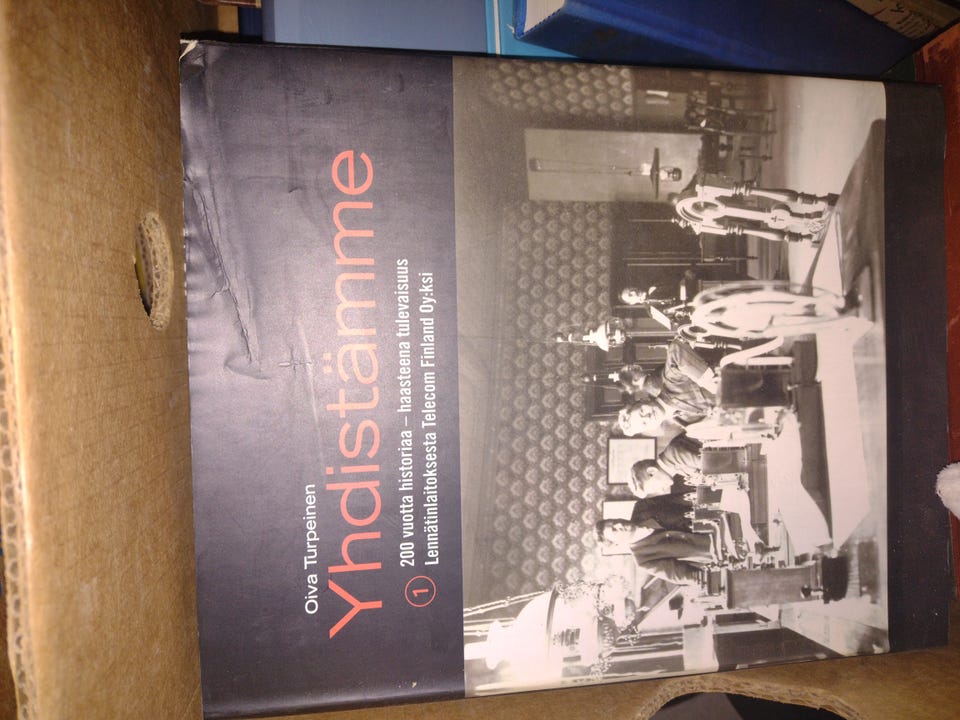 Oiva Turpeinen
Yhdistämme
1 200 vuotta historiaa – haasteena tulevaisuus
Lennätinlaitoksesta Telecom Finland Oy:ksi